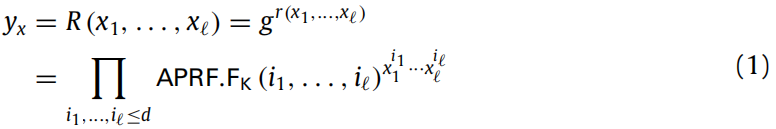 y_x = R(x_1, . . . , x_ℓ) = g^{r(x_1,...,x_ℓ)}
= ∏_{i_1,...,i_ℓ≤d} APRF.F_K (i_1, . . . , i_ℓ)^{x_1^{i_1}···x_ℓ^{i_ℓ}} (1)